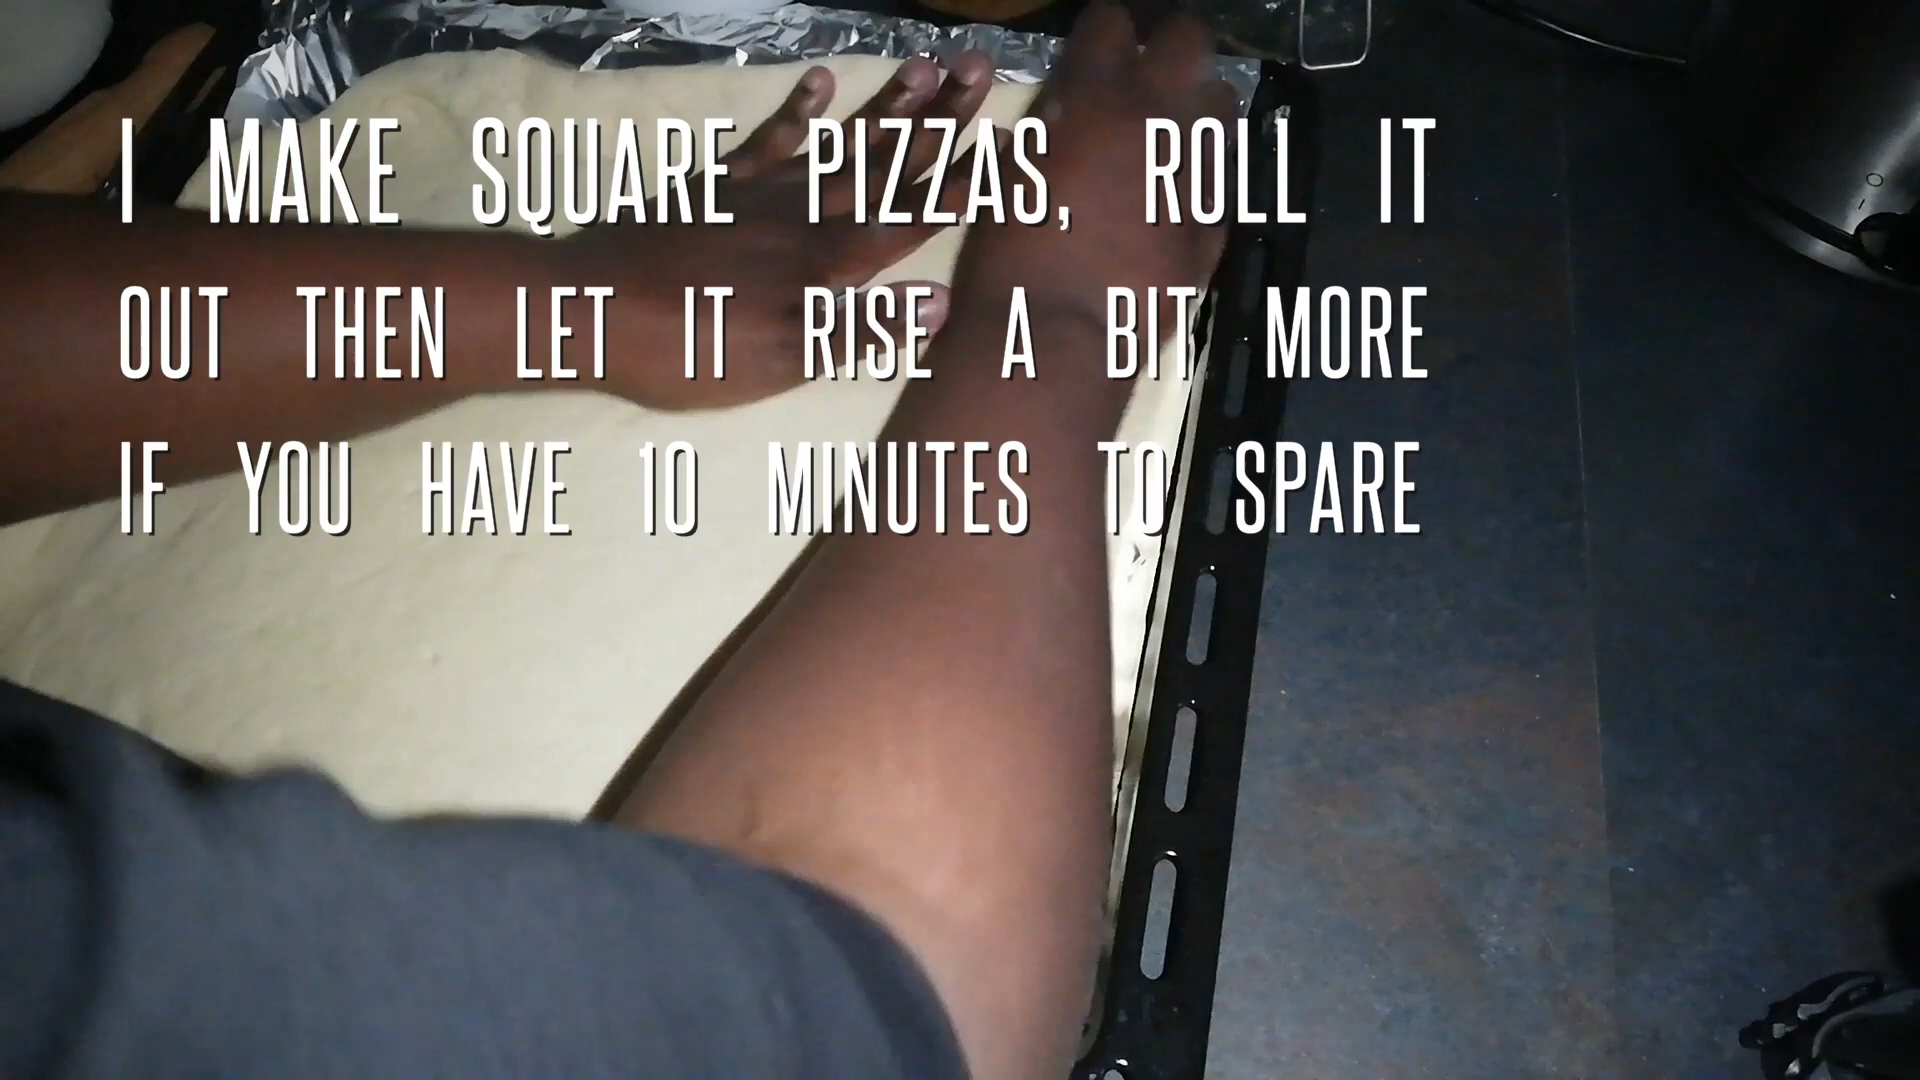 I MAKE SQUARE PIZZAS, ROLL IT
OUT THEN LET IT RISE A BIT MORE
IF YOU HAVE 10 MINUTES TO SPARE